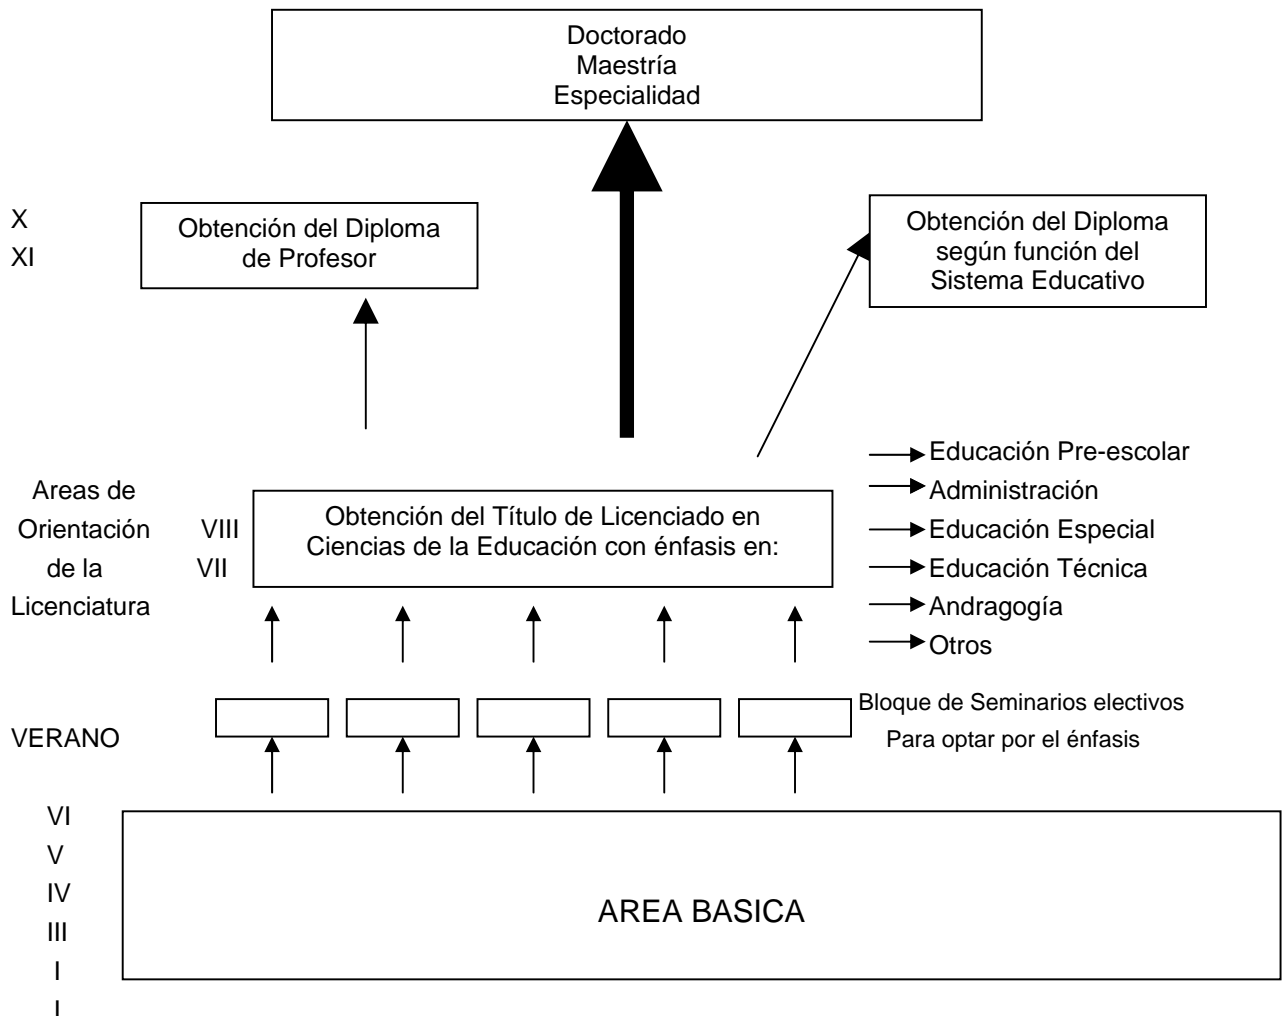 Doctorado
Maestría
Especialidad
X
XI
Obtención del Diploma
de Profesor
Obtención del Diploma
según función del
Sistema Educativo
Areas de
Orientación
de la
Licenciatura
VIII
VII
Obtención del Título de Licenciado en
Ciencias de la Educación con énfasis en:
Educación Pre-escolar
Administración
Educación Especial
Educación Técnica
Andragogía
Otros
VERANO
Bloque de Seminarios electivos
Para optar por el énfasis
VI
V
IV
III
I
I
AREA BASICA